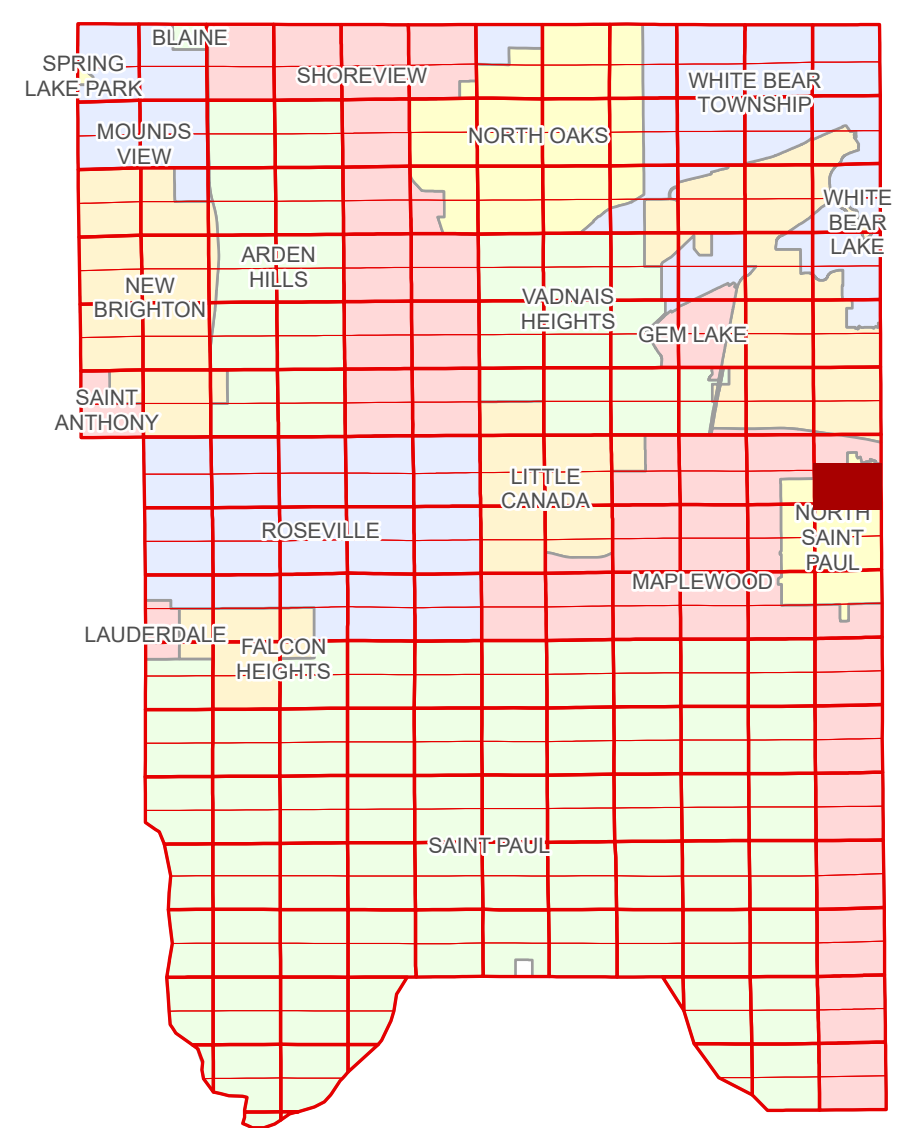 BLAINE
SPRING
LAKE PARK
SHOREVIEW
WHITE BEAR
TOWNSHIP
MOUNDS
VIEW
NORTH OAKS
WHITE
BEAR
LAKE
ARDEN
HILLS
NEW
BRIGHTON
VADNAIS
HEIGHTS
GEM LAKE
SAINT
ANTHONY
LITTLE
CANADA
ROSEVILLE
NORTH
SAINT
PAUL
MAPLEWOOD
LAUDERDALE
FALCON
HEIGHTS
SAINT PAUL